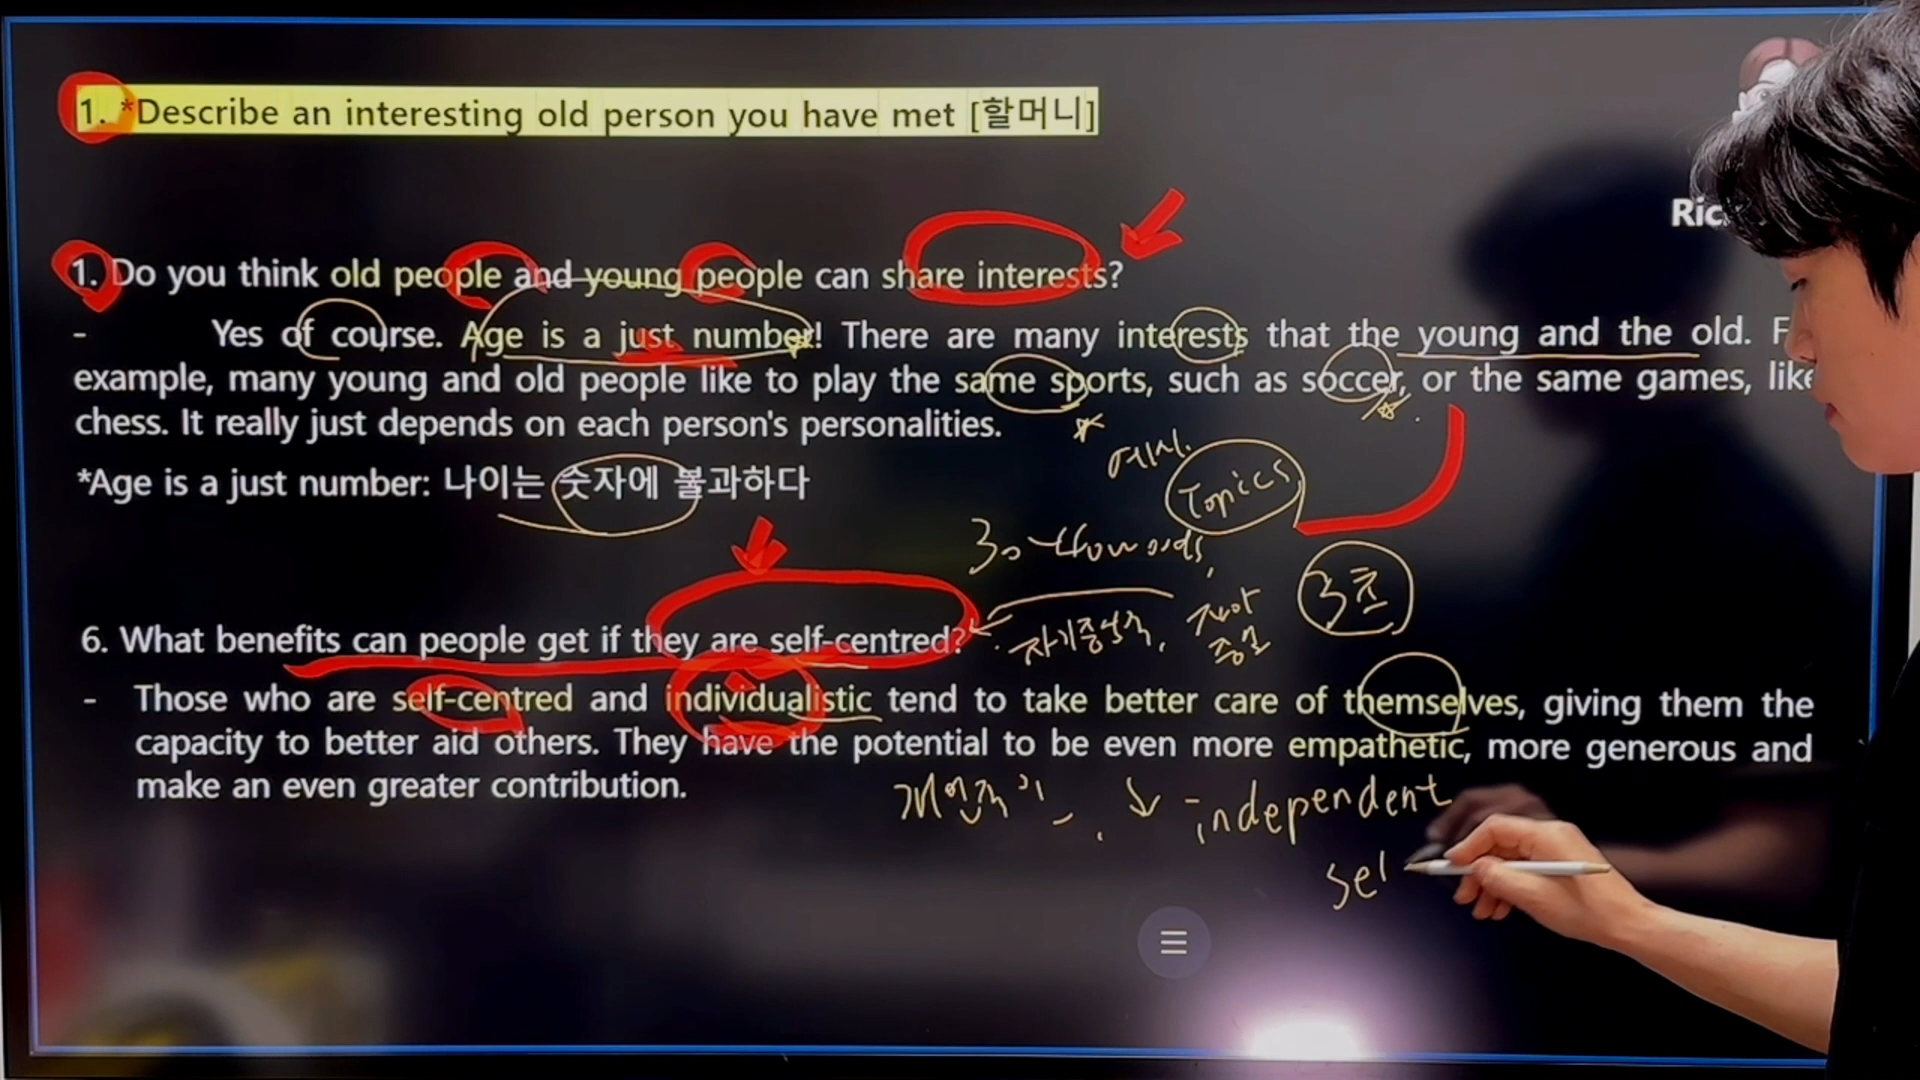 1. *Describe an interesting old person you have met [할머니]
Ric
1. Do you think old people and young people can share interests?
- Yes of course. Age is a just number! There are many interests that the young and the old. F
example, many young and old people like to play the same sports, such as soccer, or the same games, like
chess. It really just depends on each person's personalities.
예시.
*Age is a just number: 나이는 숫자에 불과하다
Topics
3초
6. What benefits can people get if they are self-centred?
- Those who are self-centred and individualistic tend to take better care of themselves, giving them the
capacity to better aid others. They have the potential to be even more empathetic, more generous and
make an even greater contribution.
independent
sel